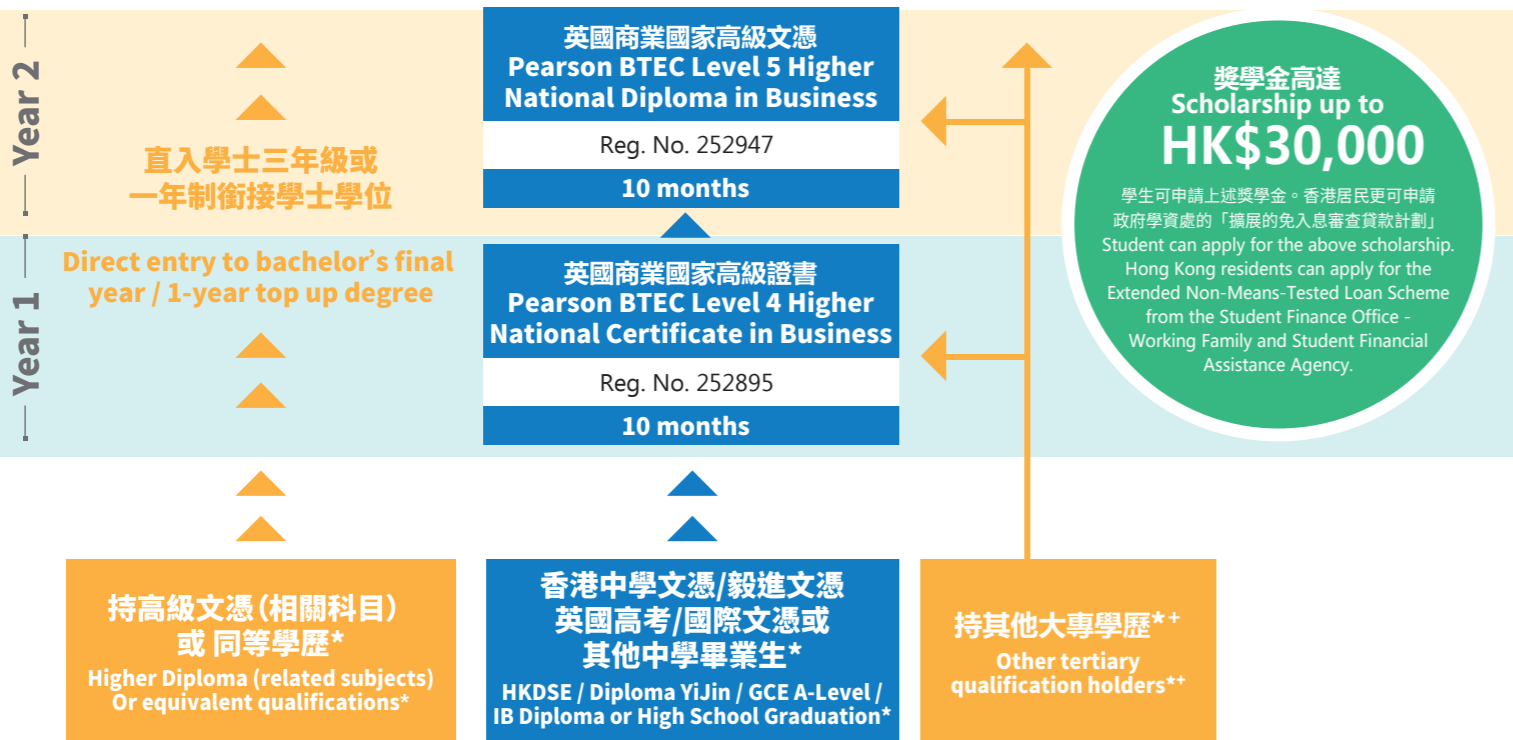 Year 2
Year 1
直入學士三年級或
一年制銜接學士學位
Direct entry to bachelor’s final
year / 1-year top up degree
英國商業國家高級文憑
Pearson BTEC Level 5 Higher
National Diploma in Business
Reg. No. 252947
10 months
英國商業國家高級證書
Pearson BTEC Level 4 Higher
National Certificate in Business
Reg. No. 252895
10 months
獎學金高達
Scholarship up to
HK$30,000
學生可申請上述獎學金。香港居民更可申請
政府學資處的「擴展的免入息審查貸款計劃」
Student can apply for the above scholarship.
Hong Kong residents can apply for the
Extended Non-Means-Tested Loan Scheme
from the Student Finance Office -
Working Family and Student Financial
Assistance Agency.
持高級文憑(相關科目)
或 同等學歷*
Higher Diploma (related subjects)
Or equivalent qualifications*
香港中學文憑/毅進文憑
英國高考/國際文憑或
其他中學畢業生*
HKDSE / Diploma YiJin / GCE A-Level /
IB Diploma or High School Graduation*
持其他大專學歷*+
Other tertiary
qualification holders*+